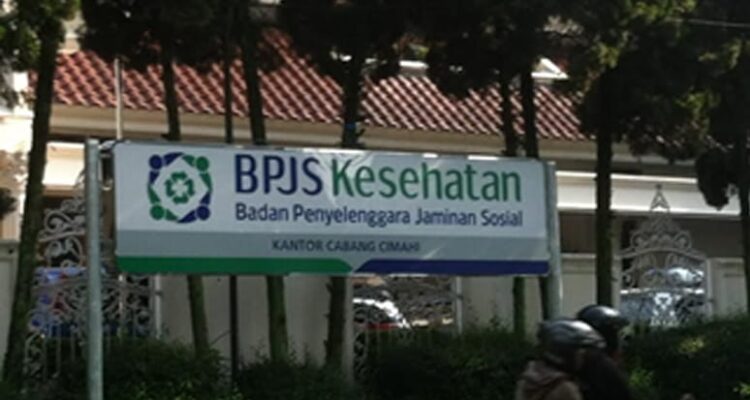 BPJS Kesehatan
Badan Penyelenggara Jaminan Sosial
KANTOR CABANG CIMAHI